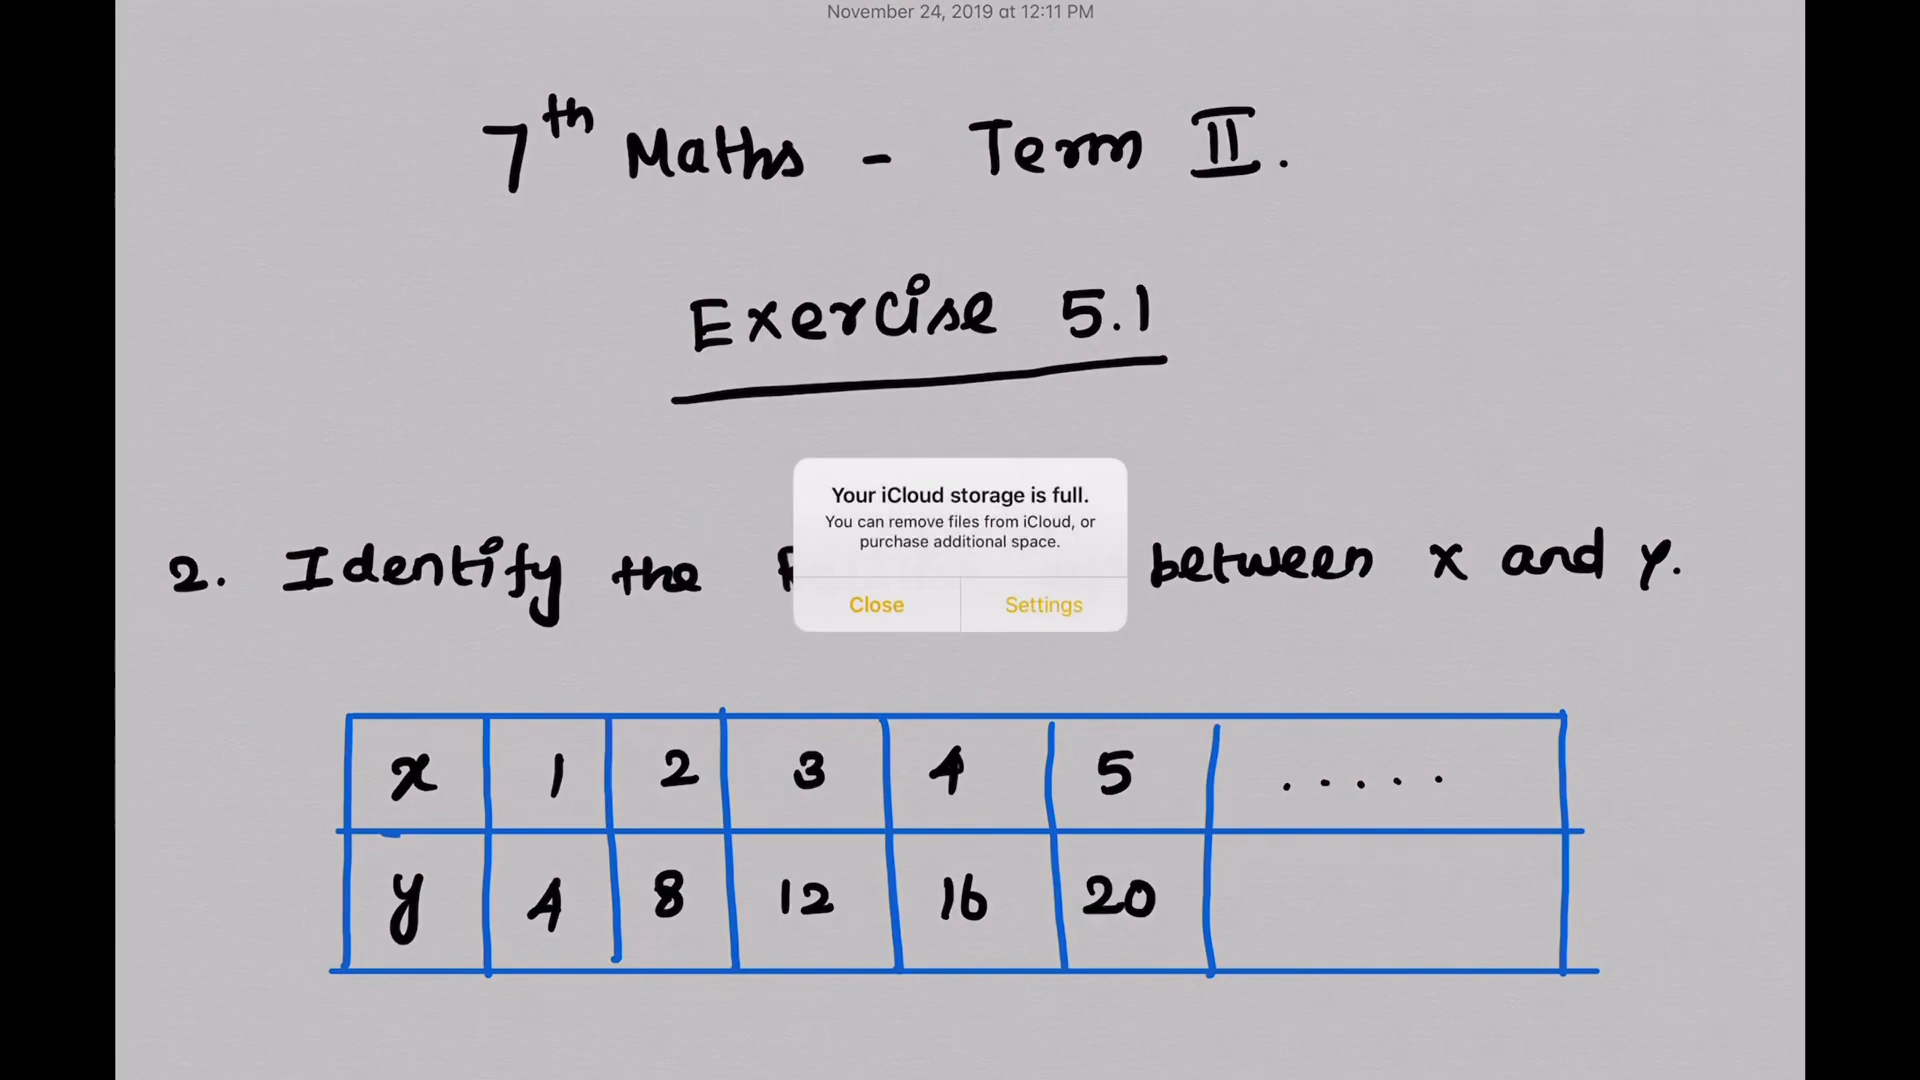 November 24, 2019 at 12:11 PM
7th Maths - Term II.
Exercise 5.1
Your iCloud storage is full.
You can remove files from iCloud, or
purchase additional space.
Close Settings
2. Identify the between x and y.
x 1 2 3 4 5 .....
y 4 8 12 16 20